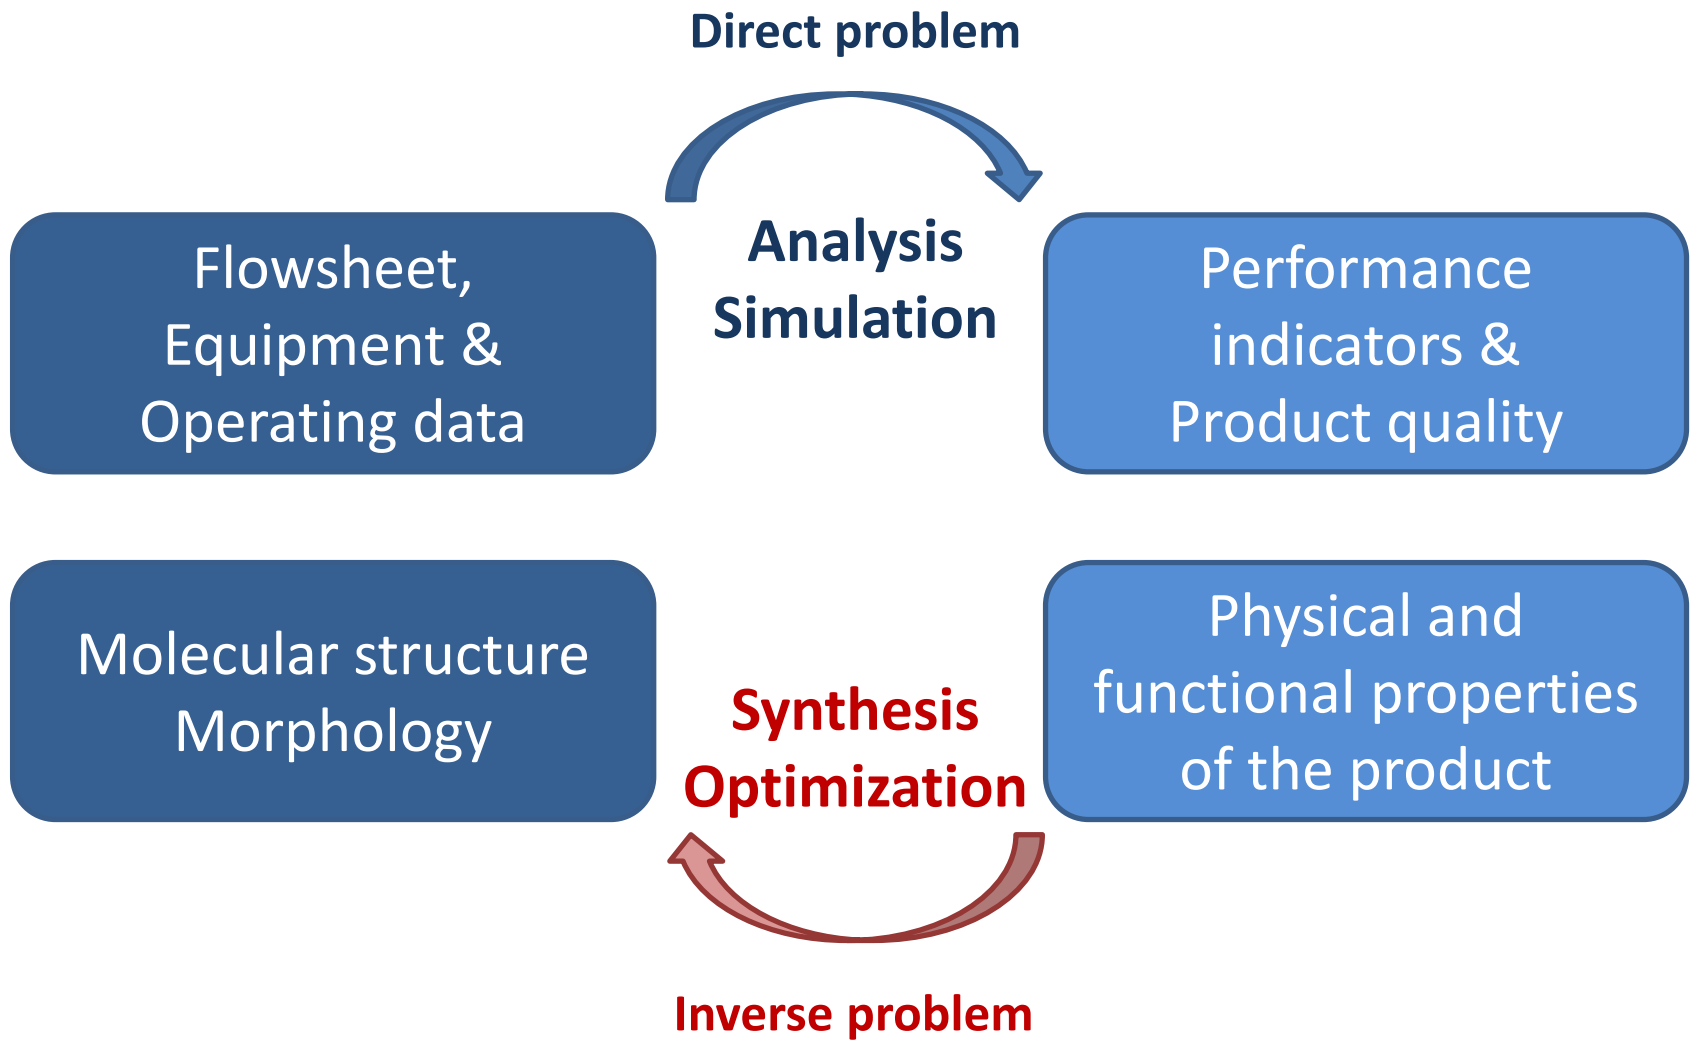 Direct problem
Flowsheet,
Equipment &
Operating data
Analysis
Simulation
Performance
indicators &
Product quality
Molecular structure
Morphology
Synthesis
Optimization
Physical and
functional properties
of the product
Inverse problem